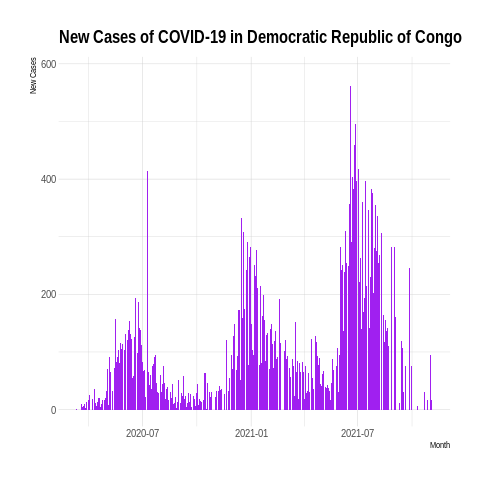 New Cases of COVID-19 in Democratic Republic of Congo
New Cases
600
400
200
0
2020-07
2021-01
2021-07
Month